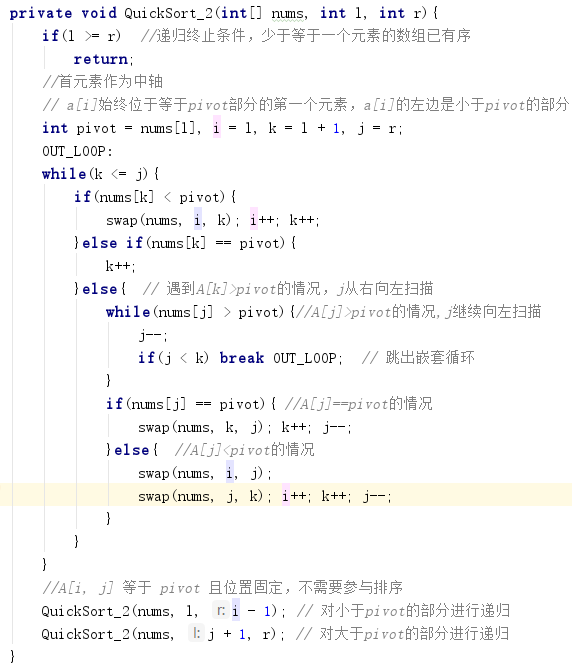 private void QuickSort_2(int[] nums, int l, int r){
if(l >= r)  //递归终止条件，少于等于一个元素的数组已有序
return;
//首元素作为中轴
// a[i]始终位于等于pivot部分的第一个元素，a[i]的左边是小于pivot的部分
int pivot = nums[l], i = l, k = l + 1, j = r;
OUT_LOOP:
while(k <= j){
if(nums[k] < pivot){
swap(nums, i, k); i++; k++;
}else if(nums[k] == pivot){
k++;
}else{  // 遇到A[k]>pivot的情况，j从右向左扫描
while(nums[j] > pivot){//A[j]>pivot的情况,j继续向左扫描
j--;
if(j < k) break OUT_LOOP;  // 跳出嵌套循环
}
if(nums[j] == pivot){ //A[j]==pivot的情况
swap(nums, k, j); k++; j--;
}else{  //A[j]<pivot的情况
swap(nums, i, j);
swap(nums, j, k); i++; k++; j--;
}
}
}
//A[i, j] 等于 pivot 且位置固定，不需要参与排序
QuickSort_2(nums, l, r: i - 1); // 对小于pivot的部分进行递归
QuickSort_2(nums, l: j + 1, r); // 对大于pivot的部分进行递归
}